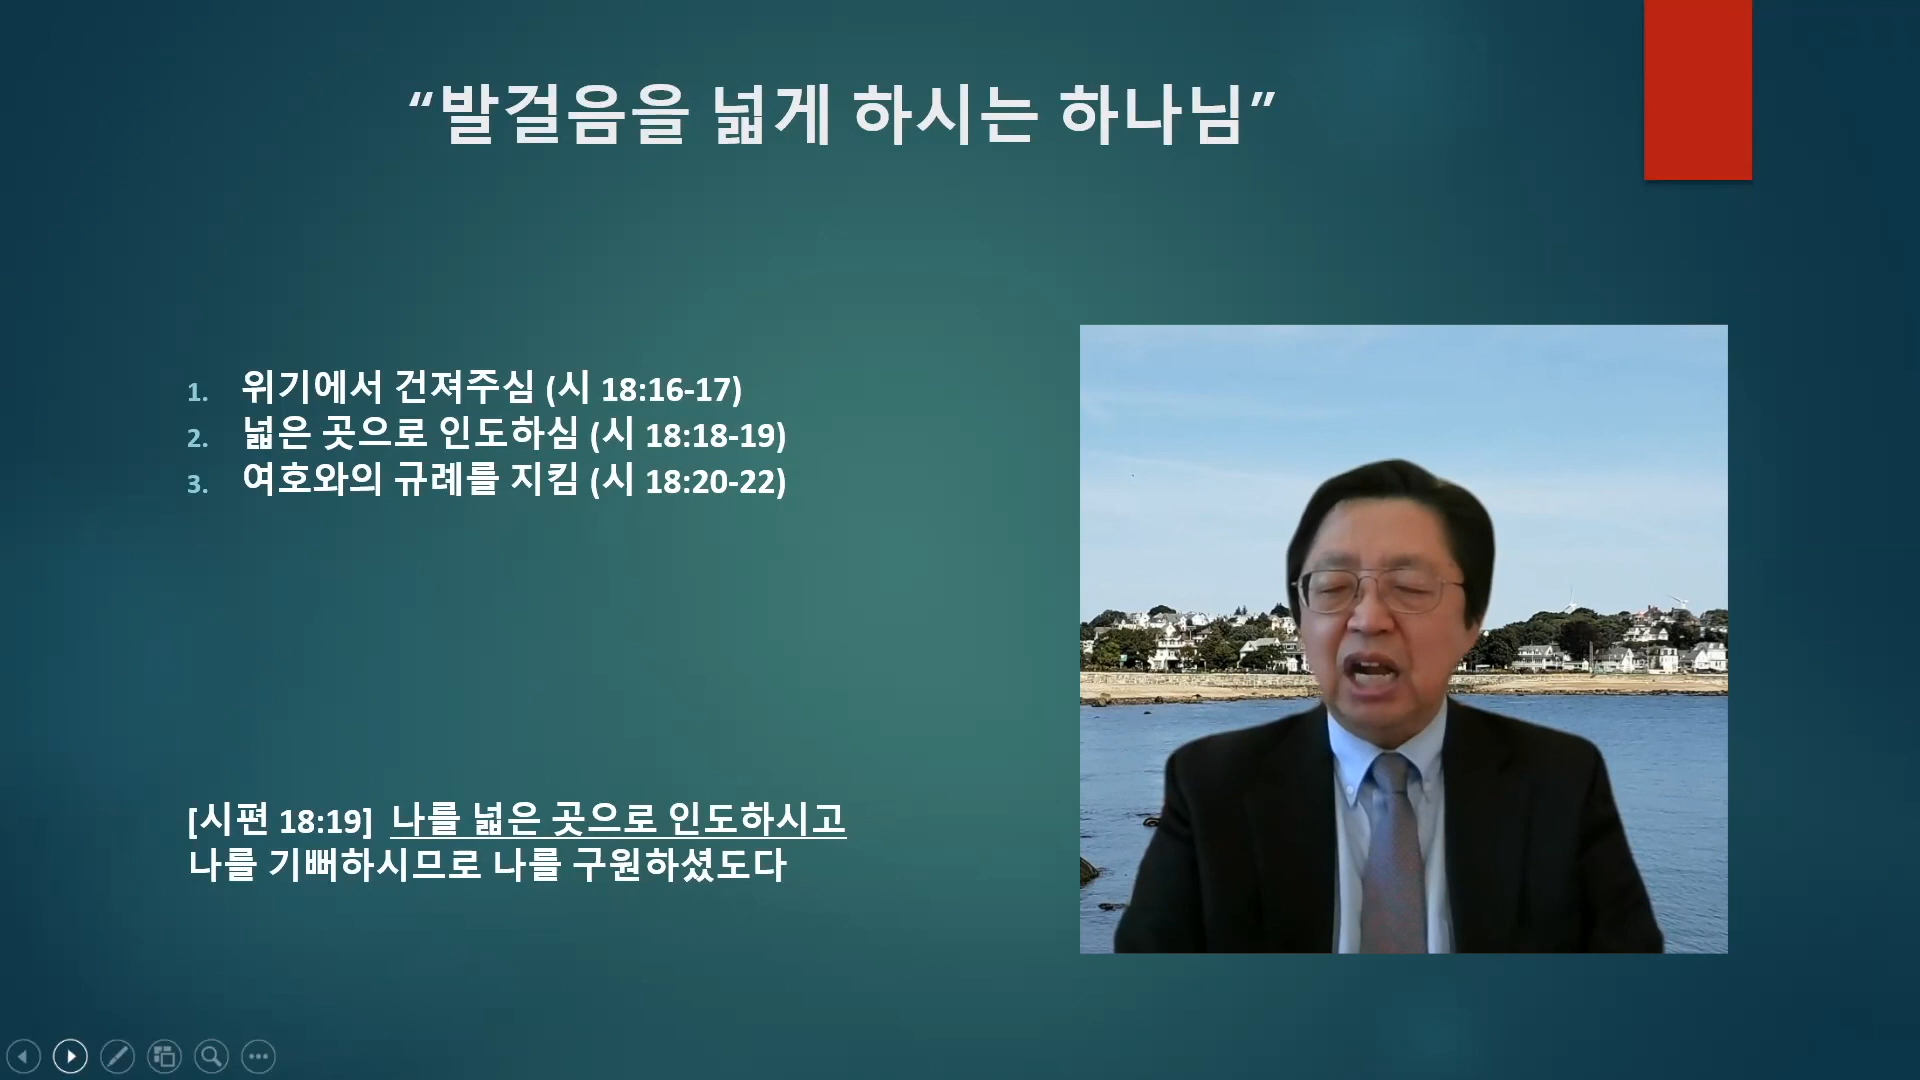 “발걸음을 넓게 하시는 하나님”
1. 위기에서 건져주심 (시 18:16-17)
2. 넓은 곳으로 인도하심 (시 18:18-19)
3. 여호와의 규례를 지킴 (시 18:20-22)
[시편 18:19] 나를 넓은 곳으로 인도하시고
나를 기뻐하시므로 나를 구원하셨도다